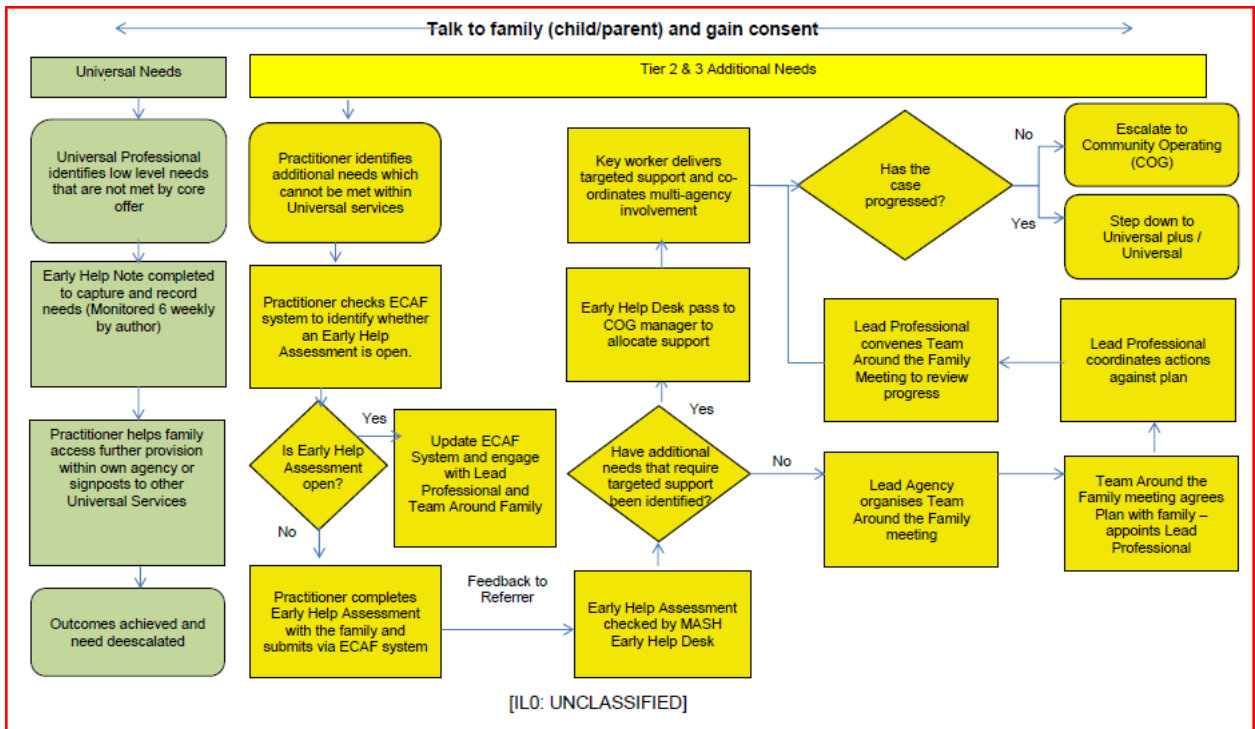 Talk to family (child/parent) and gain consent
Universal Needs
Tier 2 & 3 Additional Needs
Universal Professional
identifies low level needs
that are not met by core
offer
Early Help Note completed
to capture and record
needs (Monitored 6 weekly
by author)
Practitioner helps family
access further provision
within own agency or
signposts to other
Universal Services
Outcomes achieved and
need deescalated
Practitioner identifies
additional needs which
cannot be met within
Universal services
Practitioner checks ECAF
system to identify whether
an Early Help
Assessment is open.
Is Early Help
Assessment
open?
Yes
Update ECAF
System and engage
with Lead
Professional and
Team Around Family
No
Practitioner completes
Early Help Assessment
with the family and
submits via ECAF system
Feedback to
Referrer
Early Help Assessment
checked by MASH
Early Help Desk
Have additional
needs that require
targeted support
been identified?
Yes
Early Help Desk pass to
COG manager to
allocate support
Key worker delivers
targeted support and co-
ordinates multi-agency
involvement
No
Lead Agency
organises Team
Around the Family
meeting
Team Around the
Family meeting agrees
Plan with family –
appoints Lead
Professional
Lead Professional
coordinates actions
against plan
Lead Professional
convenes Team
Around the Family
Meeting to review
progress
Has the
case
progressed?
No
Escalate to
Community Operating
(COG)
Yes
Step down to
Universal plus /
Universal
[IL0: UNCLASSIFIED]